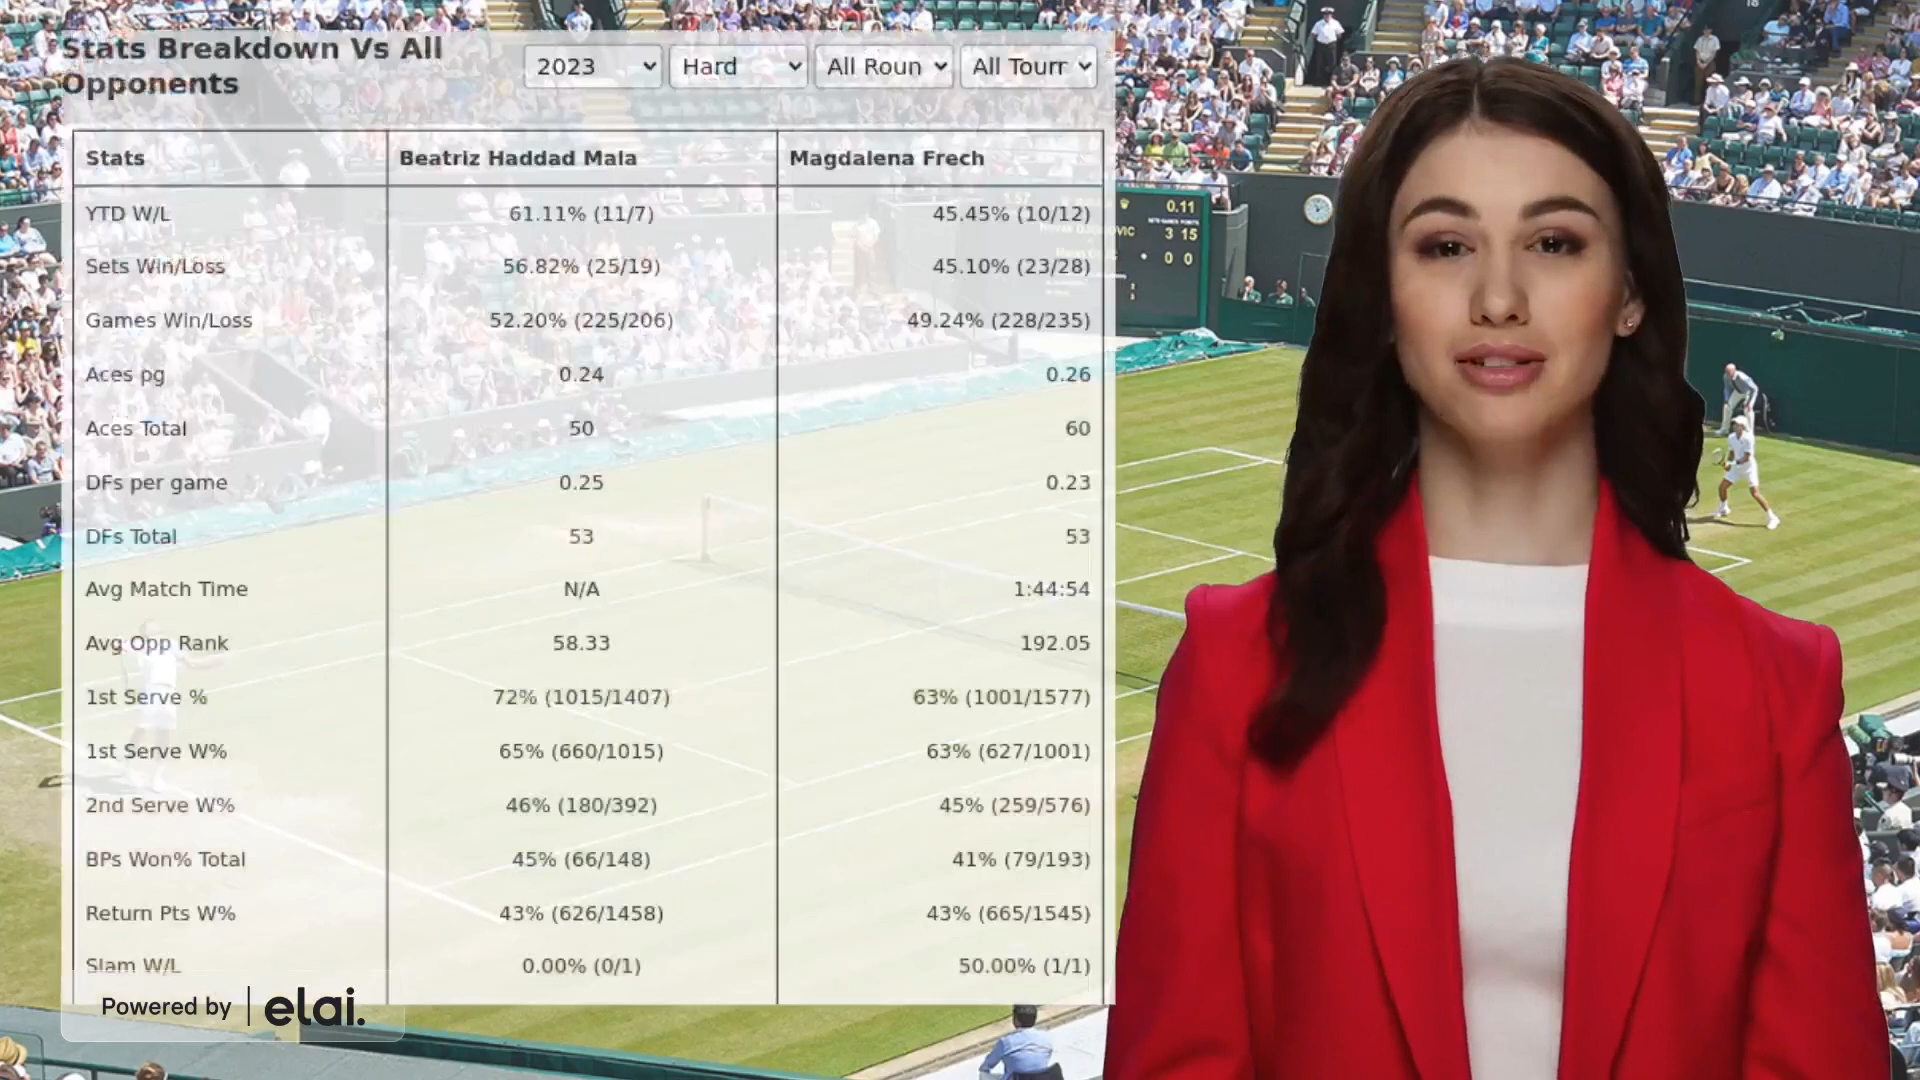 Stats Breakdown Vs All
Opponents
2023 Hard All Roun All Tourr
Stats Beatriz Haddad Mala Magdalena Frech
YTD W/L 61.11% (11/7) 45.45% (10/12)
Sets Win/Loss 56.82% (25/19) 45.10% (23/28)
Games Win/Loss 52.20% (225/206) 49.24% (228/235)
Aces pg 0.24 0.26
Aces Total 50 60
DFs per game 0.25 0.23
DFs Total 53 53
Avg Match Time N/A 1:44:54
Avg Opp Rank 58.33 192.05
1st Serve % 72% (1015/1407) 63% (1001/1577)
1st Serve W% 65% (660/1015) 63% (627/1001)
2nd Serve W% 46% (180/392) 45% (259/576)
BPs Won% Total 45% (66/148) 41% (79/193)
Return Pts W% 43% (626/1458) 43% (665/1545)
Slam W/L 0.00% (0/1) 50.00% (1/1)
Powered by | elai.
0.11
VIC 3 15
0 0
18